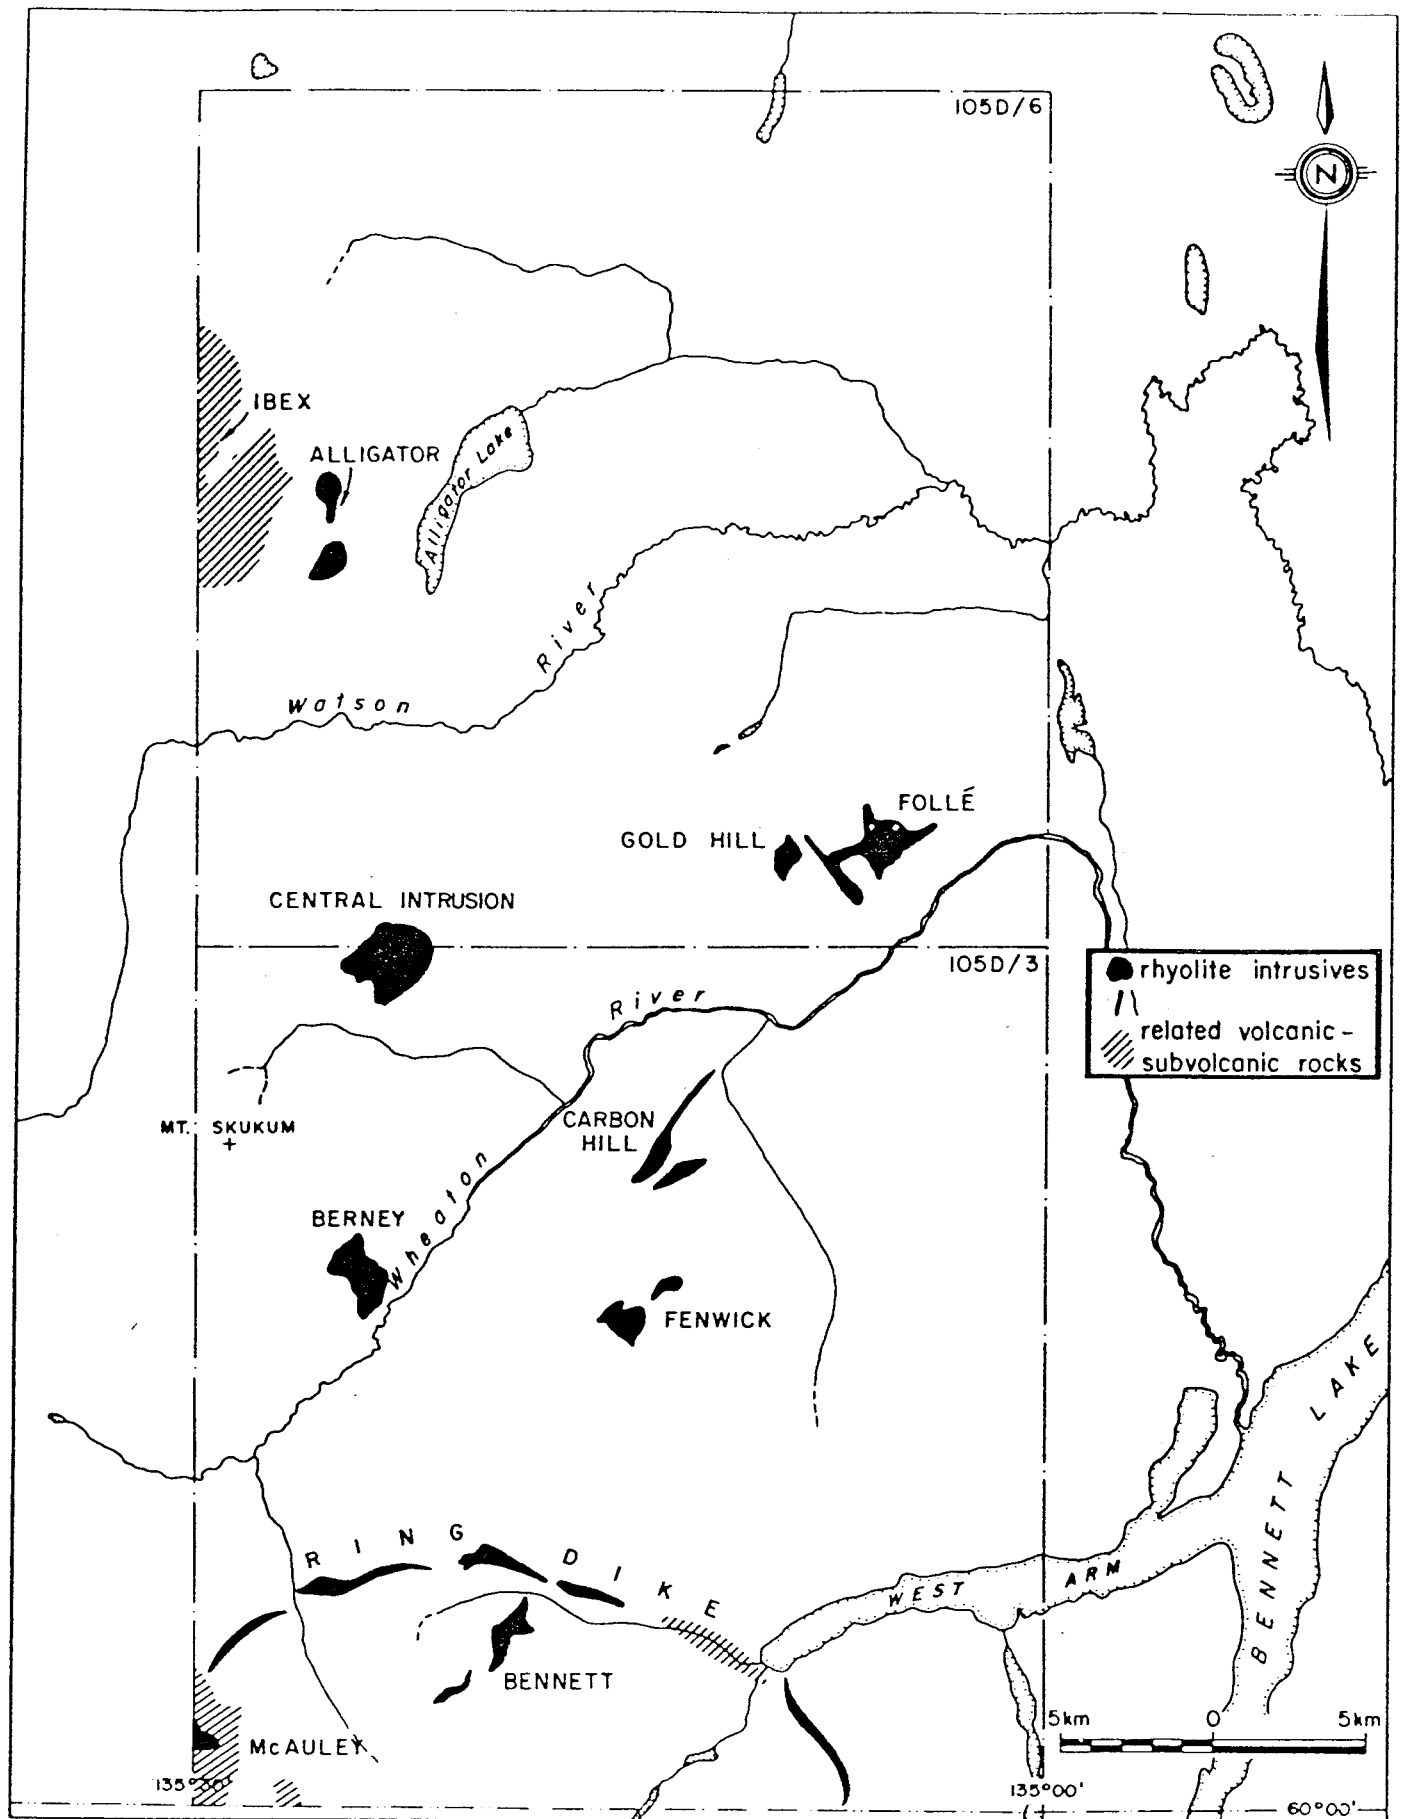 105D/6
N
IBEX
ALLIGATOR
Alligator Lake
Watson River
FOLLÉ
GOLD HILL
CENTRAL INTRUSION
105D/3
rhyolite intrusives
related volcanic-
subvolcanic rocks
Wheaton River
CARBON
HILL
MT. SKUKUM
BERNEY
FENWICK
BENNETT LAKE
RING DIKE
WEST ARM
BENNETT
McAULEY
5km 0 5km
135°30'
135°00'
60°00'